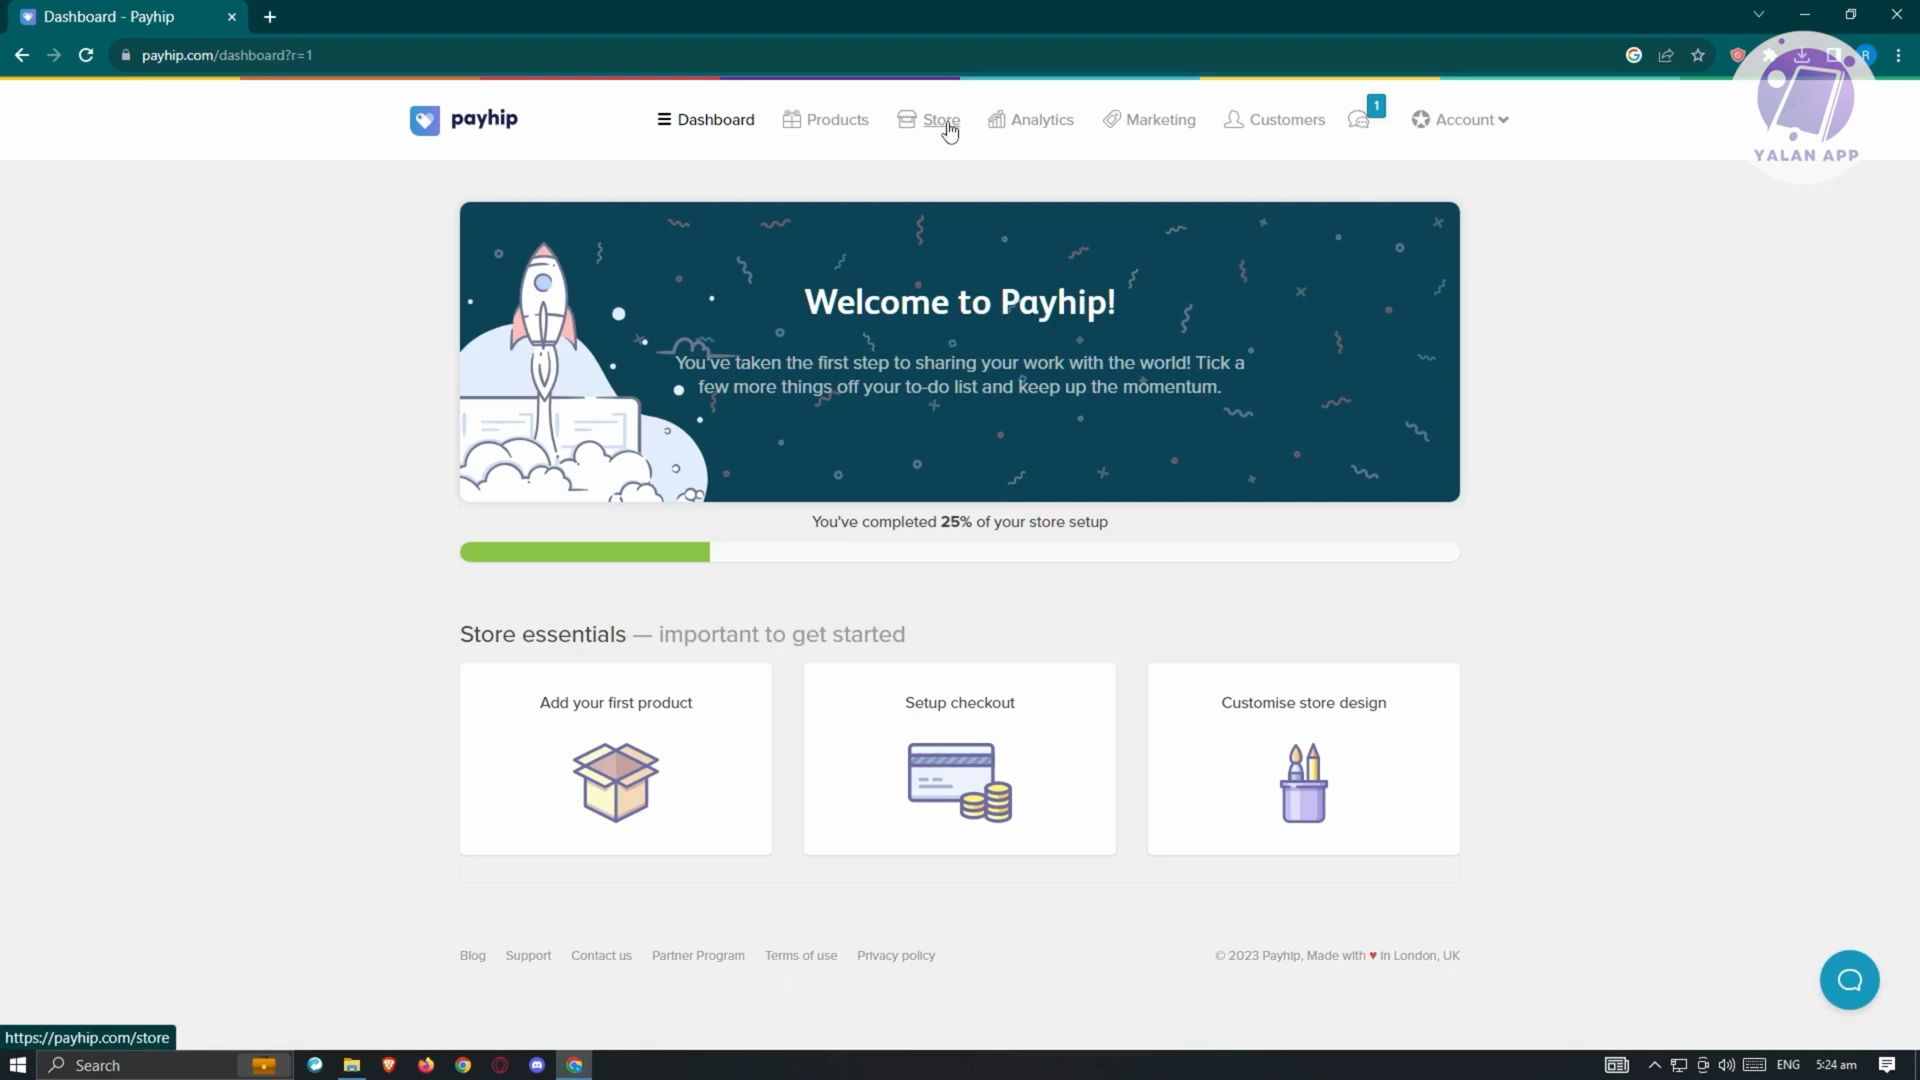 Dashboard - Payhip
payhip.com/dashboard?r=1
R
YALAN APP
payhip
Dashboard
Products
Store
Analytics
Marketing
Customers
1
Account
Welcome to Payhip!
You've taken the first step to sharing your work with the world! Tick a
few more things off your to-do list and keep up the momentum.
You've completed 25% of your store setup
Store essentials — important to get started
Add your first product
Setup checkout
Customise store design
Blog
Support
Contact us
Partner Program
Terms of use
Privacy policy
© 2023 Payhip, Made with ♥ in London, UK
https://payhip.com/store
Search
ENG
5:24 am